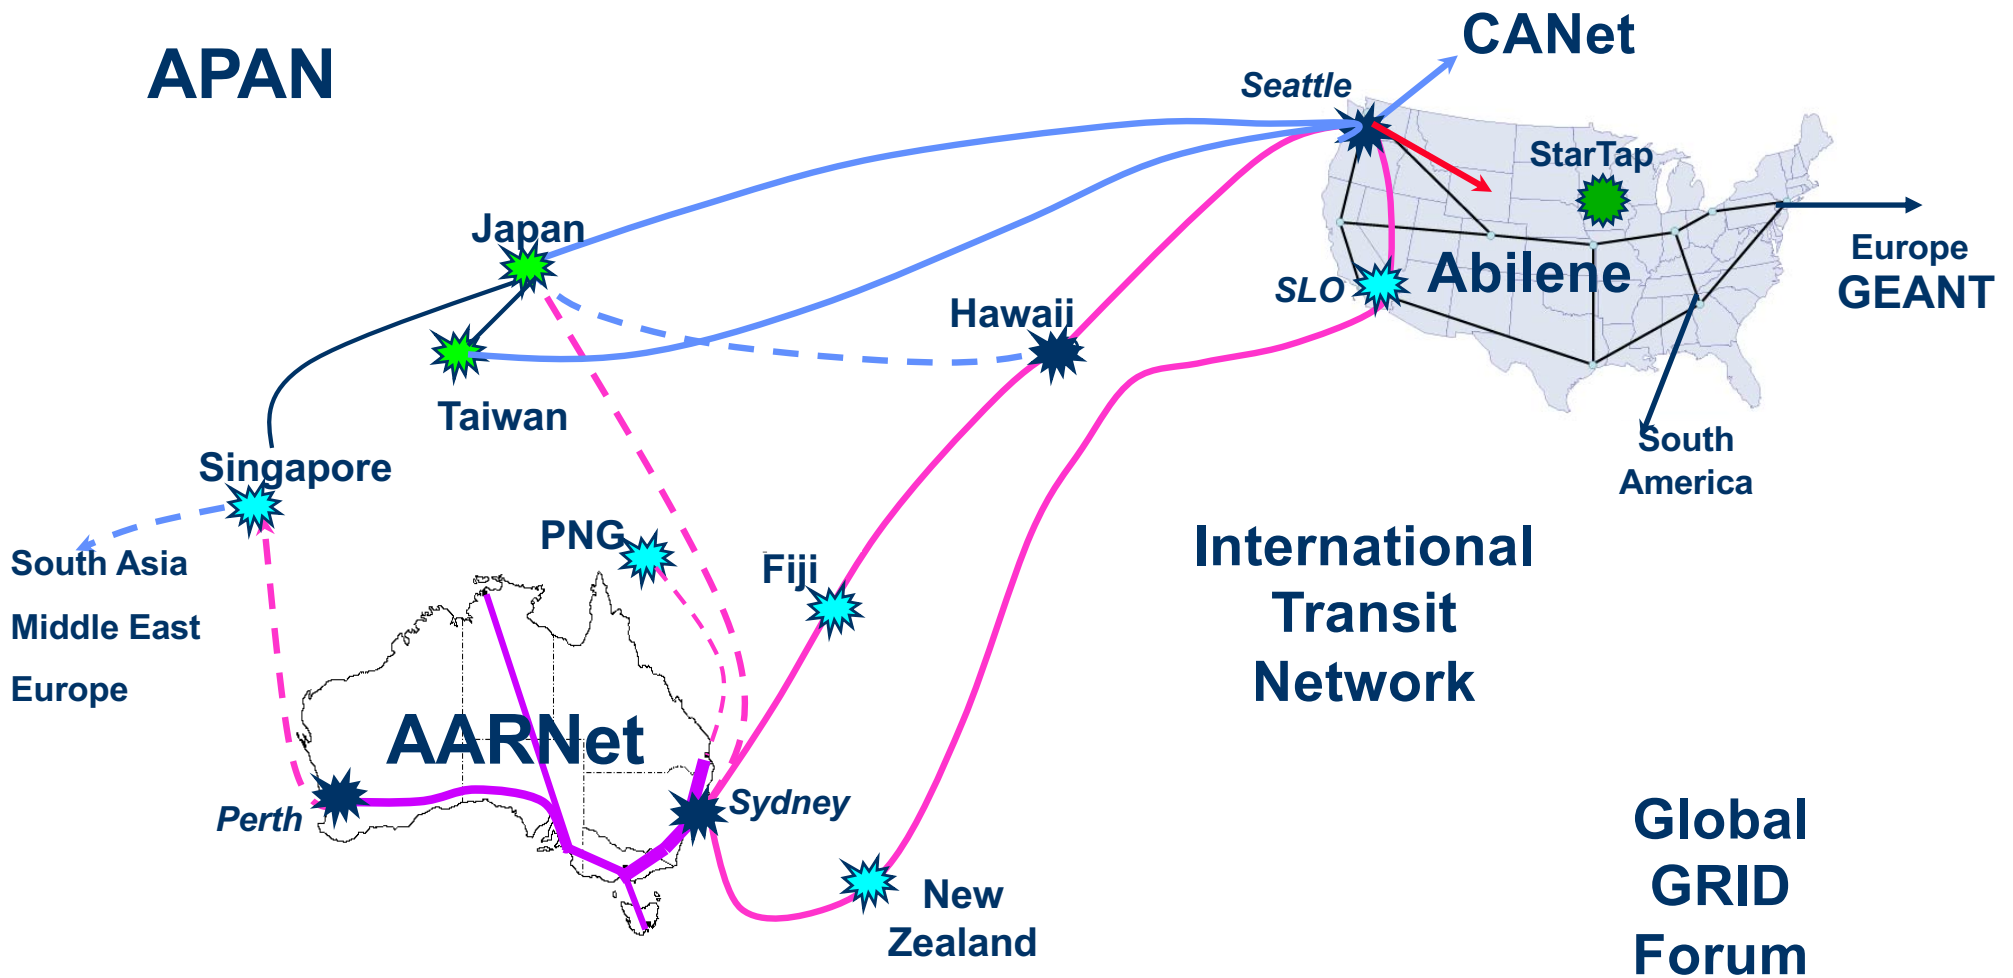 APAN
CANet
Seattle
StarTap
Japan
Europe
GEANT
Abilene
SLO
Hawaii
Taiwan
South
America
Singapore
PNG
Fiji
International
Transit
Network
South Asia
Middle East
Europe
AARNet
Perth
Sydney
New
Zealand
Global
GRID
Forum